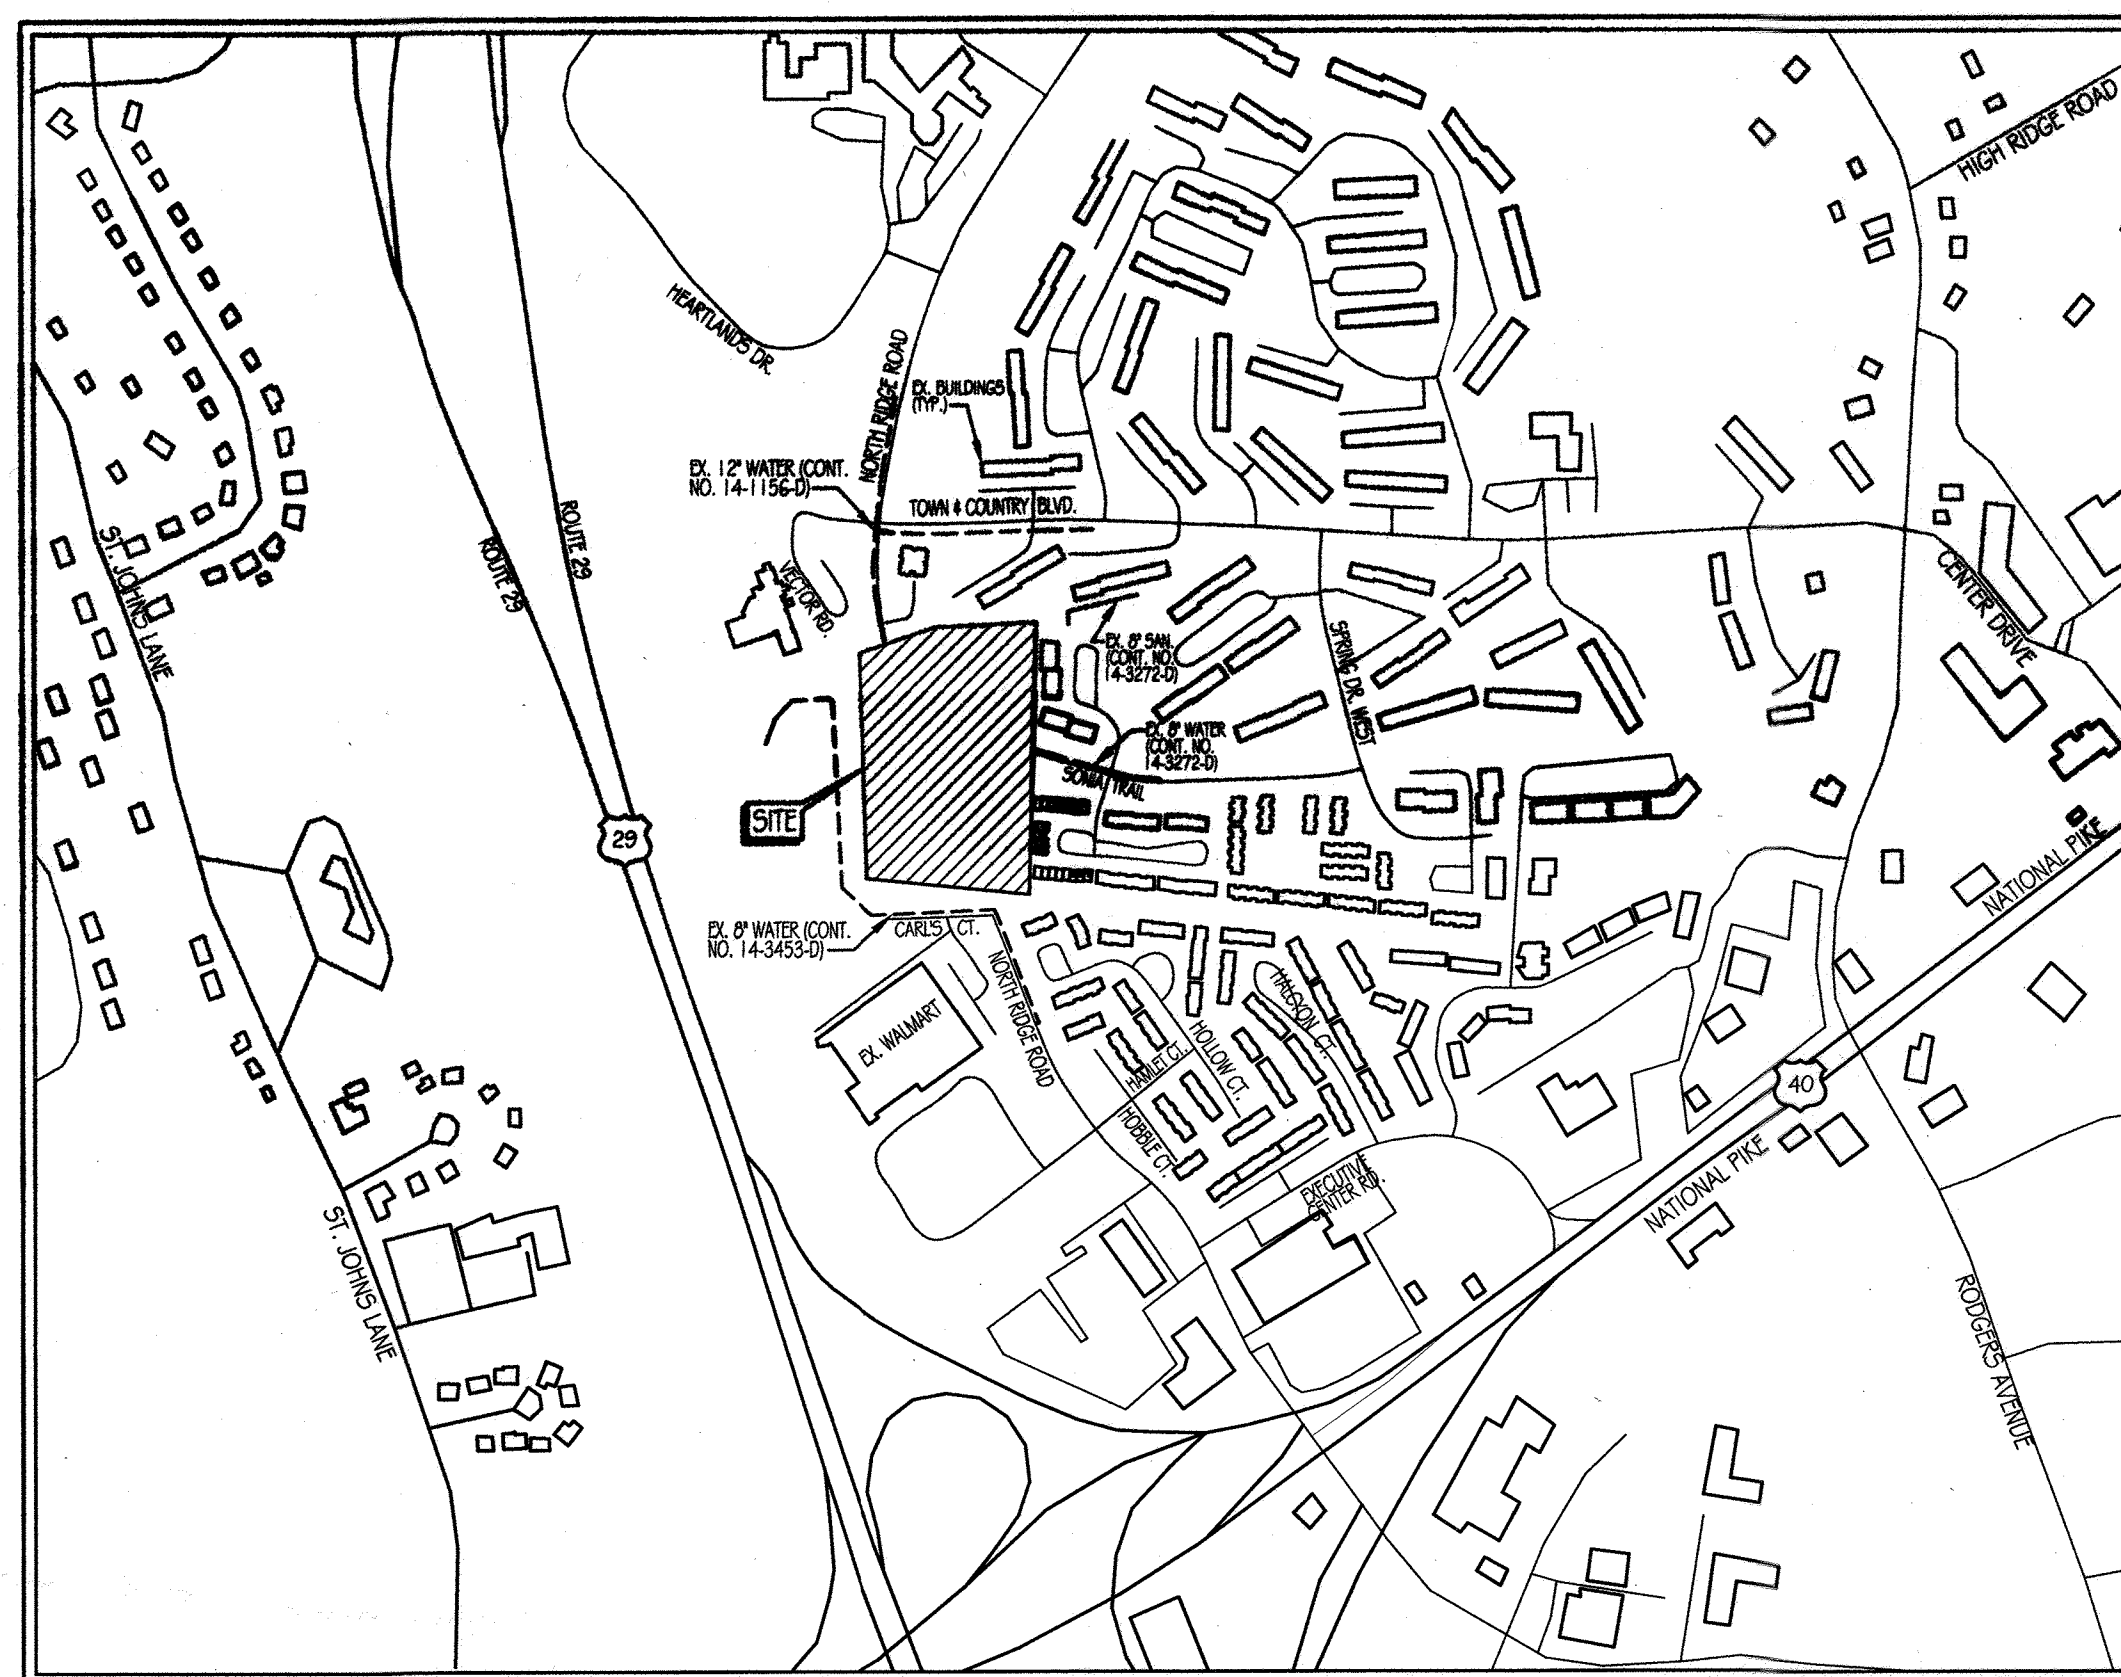 HIGH RIDGE ROAD
HEARTLANDS DR.
NORTH RIDGE ROAD
EX. BUILDINGS
(TYP.)
EX. 12" WATER (CONT.
NO. 14-1156-D)
TOWN & COUNTRY BLVD.
ROUTE 29
ROUTE 29
ST. JOHNS LANE
VECTOR RD.
CENTER DRIVE
EX. 8" SAN.
(CONT. NO.
14-3272-D)
SPRING DR. WEST
EX. 8" WATER
(CONT. NO.
14-3272-D)
SONIA TRAIL
SITE
29
NATIONAL PIKE
EX. 8" WATER (CONT.
NO. 14-3453-D)
CARL'S CT.
NORTH RIDGE ROAD
HALCYON CT.
EX. WALMART
HAMLET CT.
HOLLOW CT.
HOBBLE CT.
40
EXECUTIVE
CENTER RD.
NATIONAL PIKE
ST. JOHNS LANE
RODGERS AVENUE